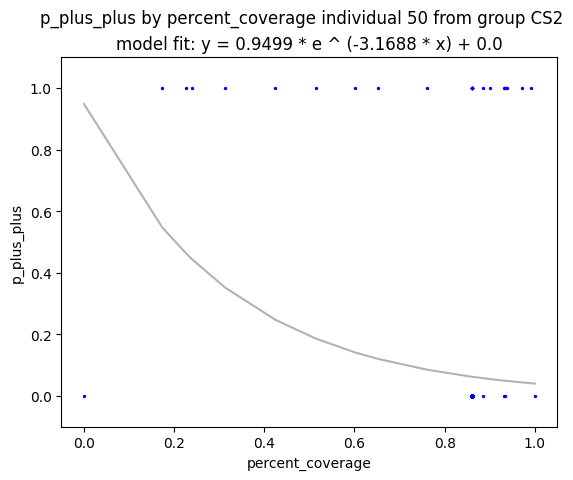 p_plus_plus by percent_coverage individual 50 from group CS2
model fit: y = 0.9499 * e ^ (-3.1688 * x) + 0.0
1.0
0.8
0.6
0.4
0.2
0.0
p_plus_plus
0.0 0.2 0.4 0.6 0.8 1.0
percent_coverage